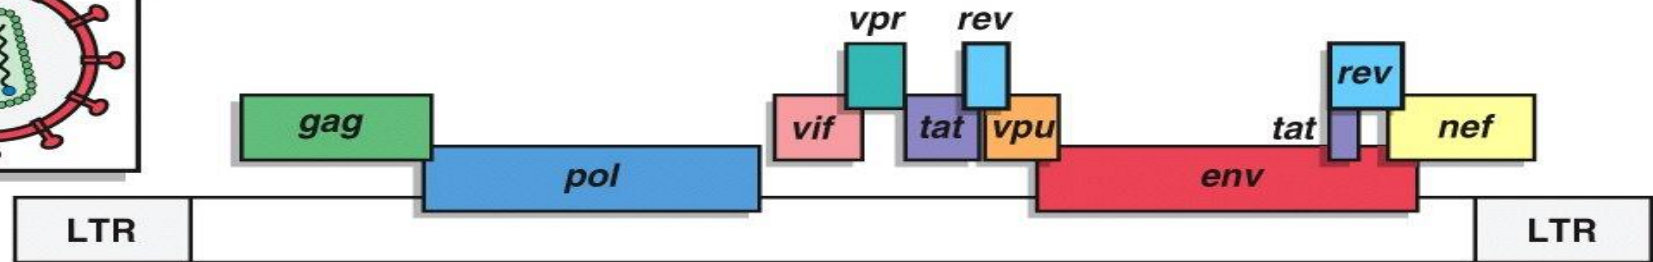 vpr rev
rev
gag vif tat vpu tat nef
pol env
LTR LTR